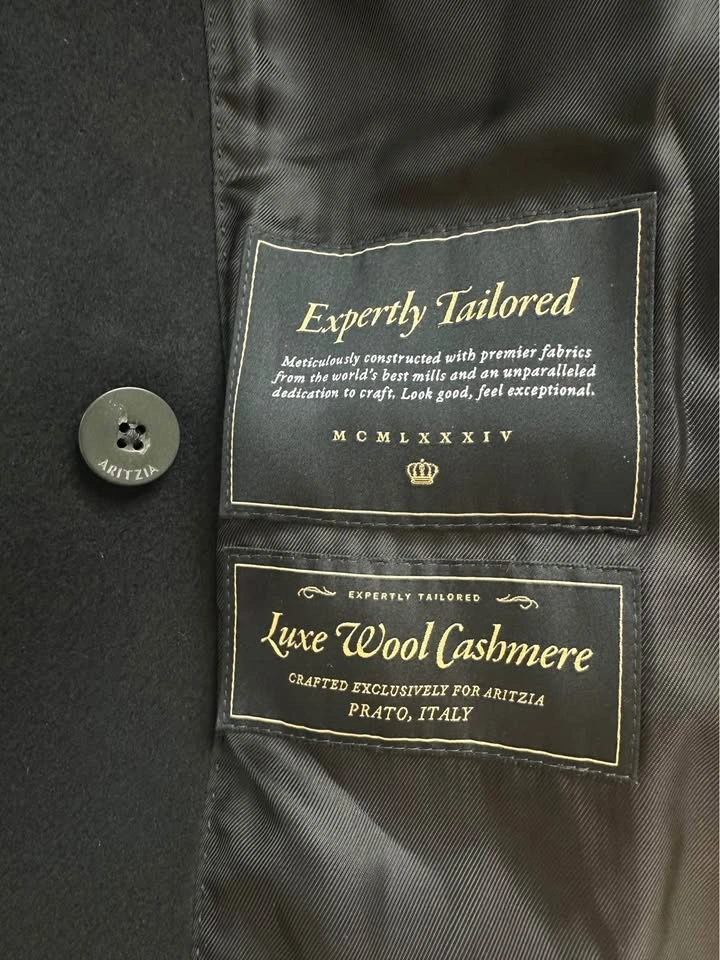 Expertly Tailored
Meticulously constructed with premier fabrics
from the world's best mills and an unparalleled
dedication to craft. Look good, feel exceptional.
MCMLXXXIV
ARITZIA
EXPERTLY TAILORED
Luxe Wool Cashmere
CRAFTED EXCLUSIVELY FOR ARITZIA
PRATO, ITALY